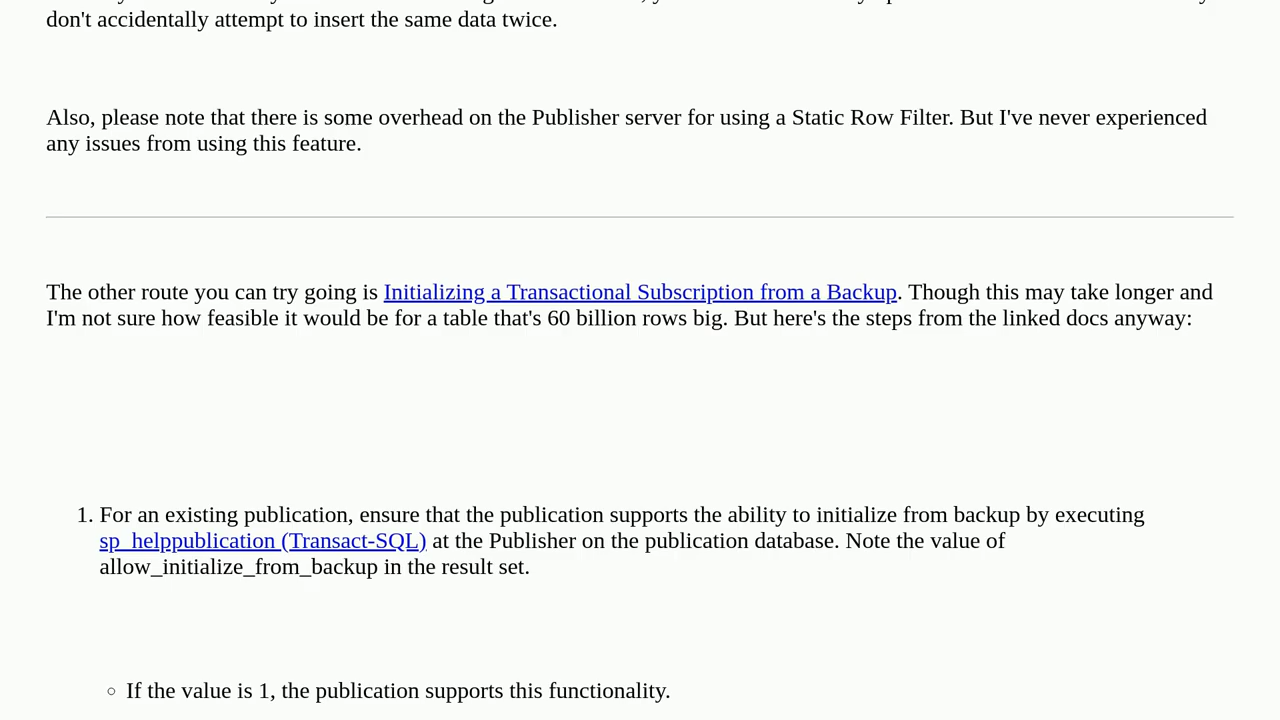 don't accidentally attempt to insert the same data twice.
Also, please note that there is some overhead on the Publisher server for using a Static Row Filter. But I've never experienced
any issues from using this feature.
The other route you can try going is Initializing a Transactional Subscription from a Backup. Though this may take longer and
I'm not sure how feasible it would be for a table that's 60 billion rows big. But here's the steps from the linked docs anyway:
1. For an existing publication, ensure that the publication supports the ability to initialize from backup by executing
sp_helppublication (Transact-SQL) at the Publisher on the publication database. Note the value of
allow_initialize_from_backup in the result set.
○ If the value is 1, the publication supports this functionality.